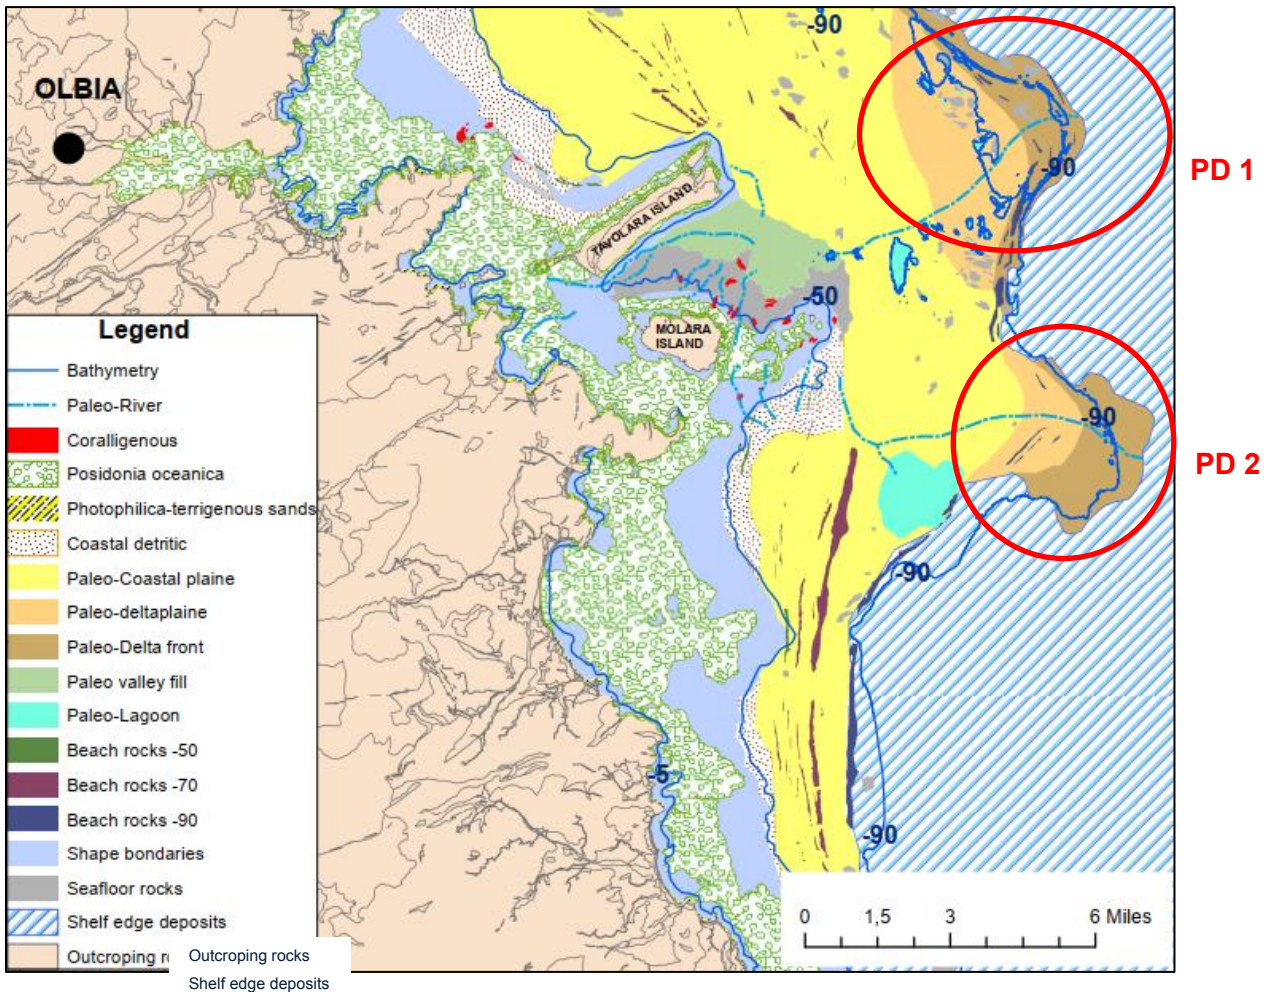 -90
OLBIA
PD 1
-90
TAVOLARA ISLAND
-50
MOLARA
ISLAND
-90
PD 2
-90
-5
-90
Legend
Bathymetry
Paleo-River
Coralligenous
Posidonia oceanica
Photophilica-terrigenous sands
Coastal detritic
Paleo-Coastal plaine
Paleo-deltaplaine
Paleo-Delta front
Paleo valley fill
Paleo-Lagoon
Beach rocks -50
Beach rocks -70
Beach rocks -90
Shape bondaries
Seafloor rocks
Shelf edge deposits
Outcroping
Outcroping rocks
Shelf edge deposits
0 1,5 3 6 Miles